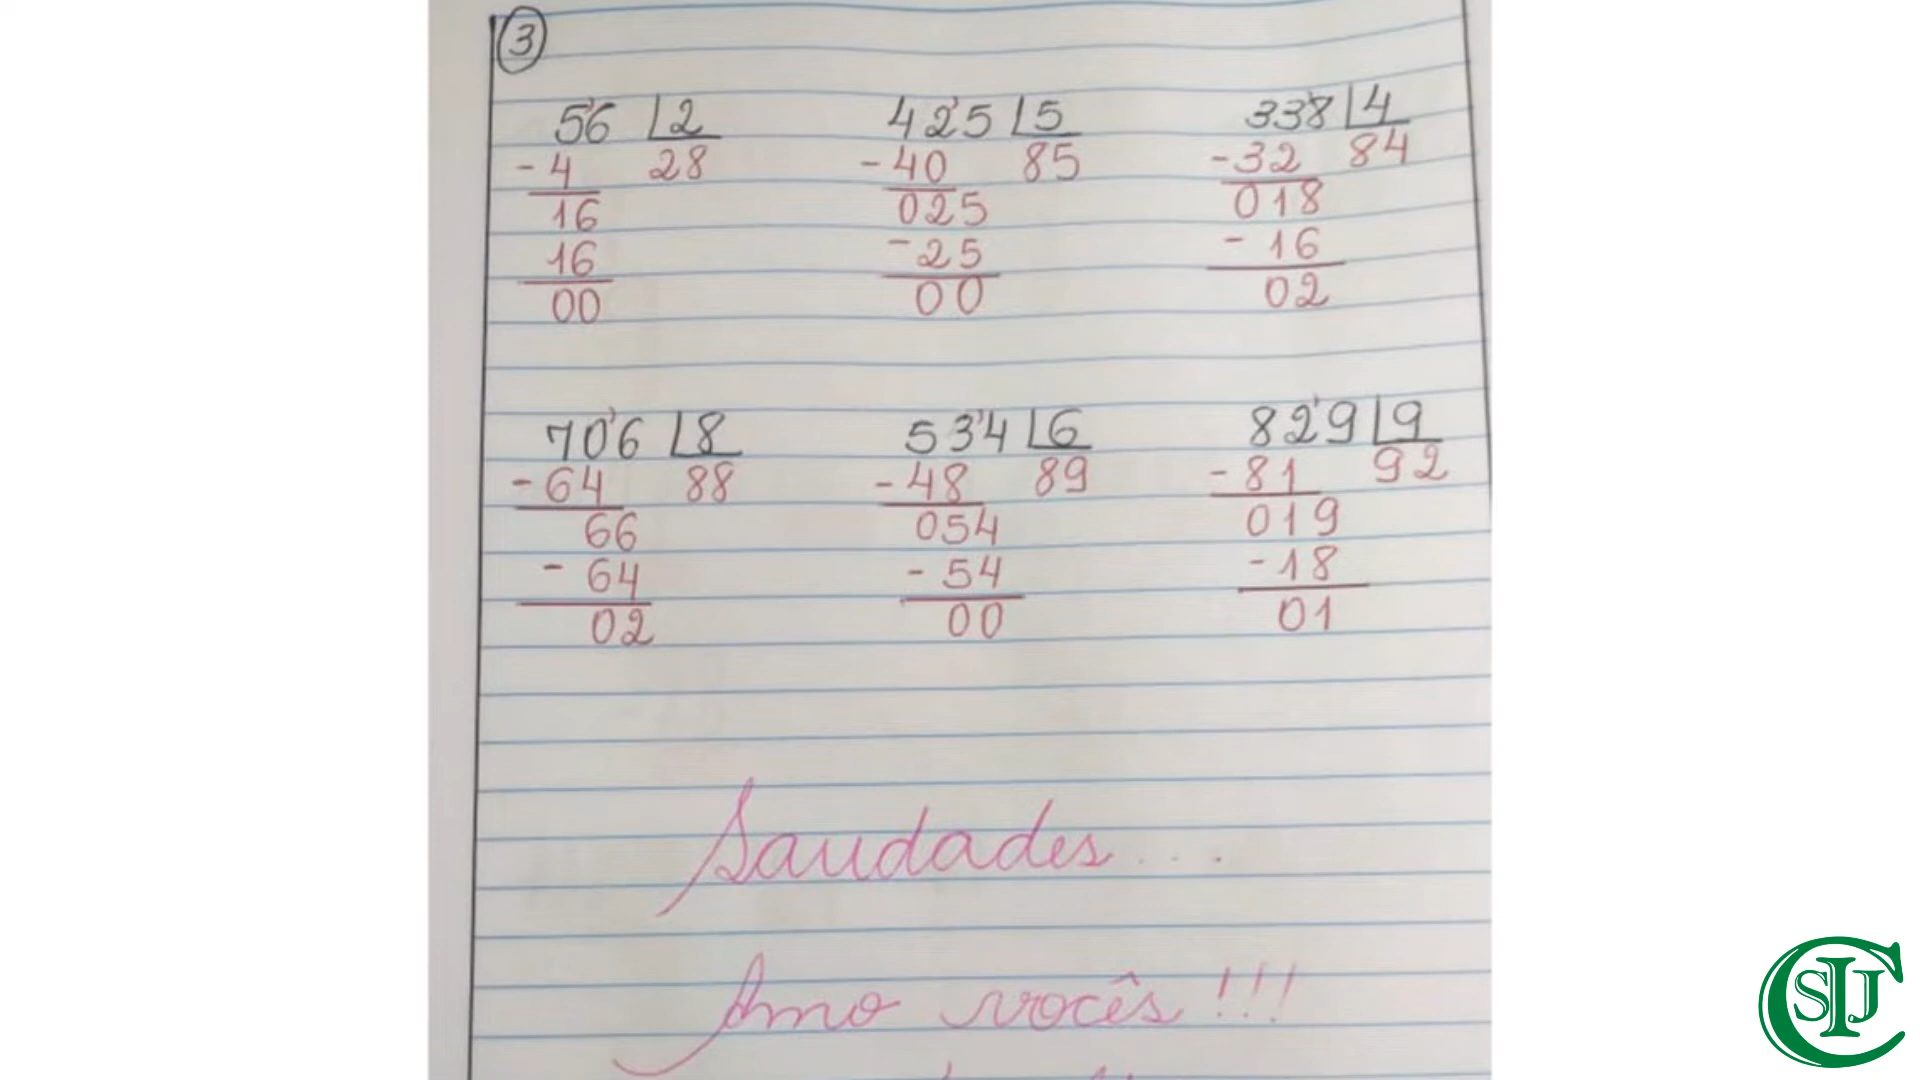 3
56 2 425 5 338 4
-4 28 -40 85 -32 84
16 025 018
16 -25 -16
00 00 02
706 8 534 6 829 9
-64 88 -48 89 -81 92
66 054 019
-64 -54 -18
02 00 01
Saudades...
Amo vocês!!!
CSIJ